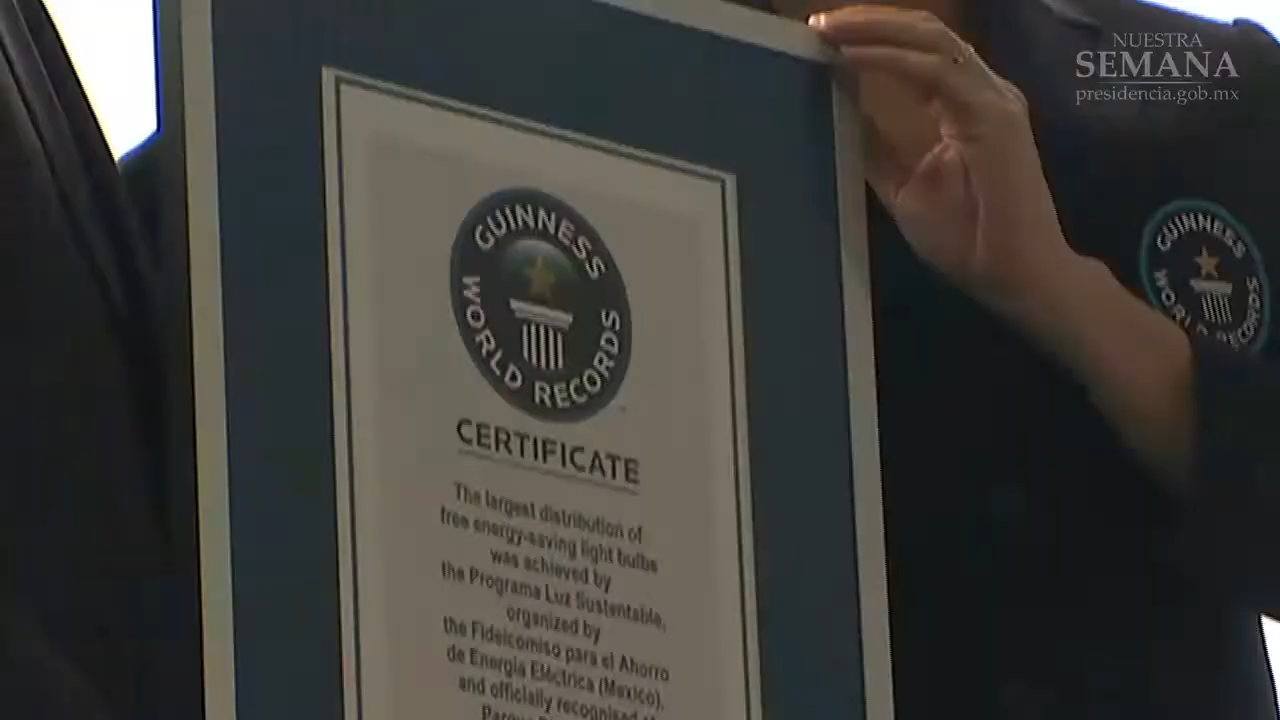 NUESTRA
SEMANA
presidencia.gob.mx
GUINNESS
WORLD RECORDS
CERTIFICATE
The largest distribution of
free energy-saving light bulbs
was achieved by
the Programa Luz Sustentable,
organized by
the Fideicomiso para el Ahorro
de Energía Eléctrica (Mexico),
and officially recognised at
GUINNESS
WORLD RECORDS